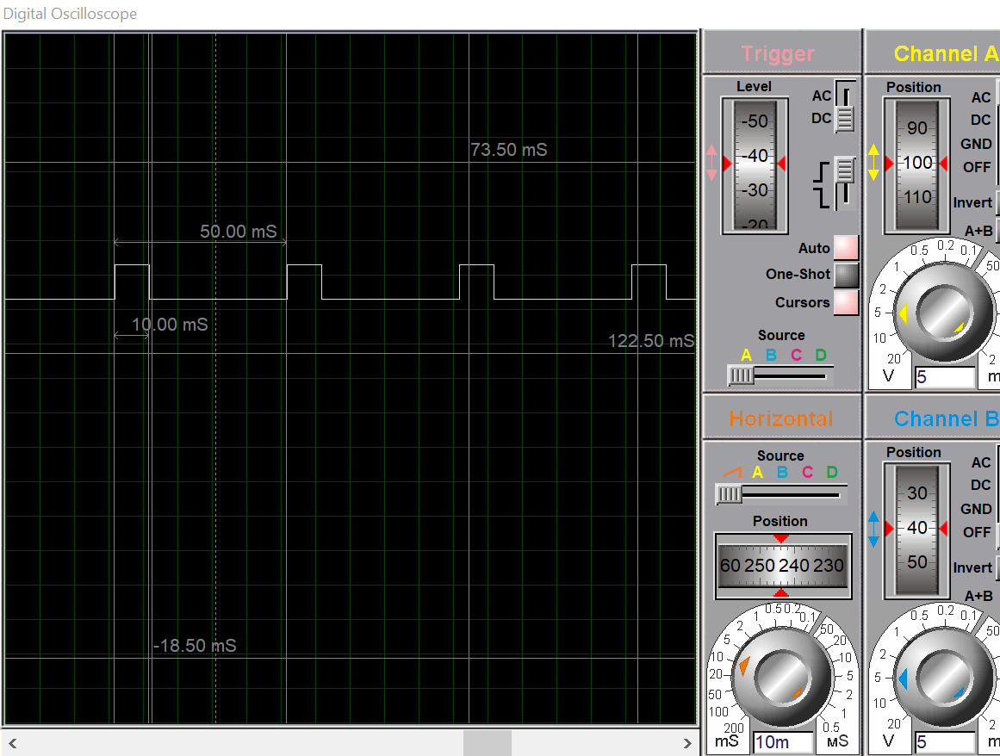 Digital Oscilloscope
73.50 mS
50.00 mS
10.00 mS
122.50 mS
-18.50 mS
Trigger
Level
-50
-40
-30
-20
AC
DC
Auto
One-Shot
Cursors
Source
A B C D
Channel A
Position
90
100
110
AC
DC
GND
OFF
Invert
A+B
20
10
5
2
1
0.5
0.2
0.1
50
2
V
5
m
Horizontal
Source
A B C D
Position
60 250 240 230
200
100
50
20
10
5
2
1
0.5
0.2
0.1
50
20
10
5
2
1
0.5
mS
10m
мS
Channel B
Position
30
40
50
AC
DC
GND
OFF
Invert
A+B
20
10
5
2
1
0.5
0.2
0.1
50
2
V
5
m